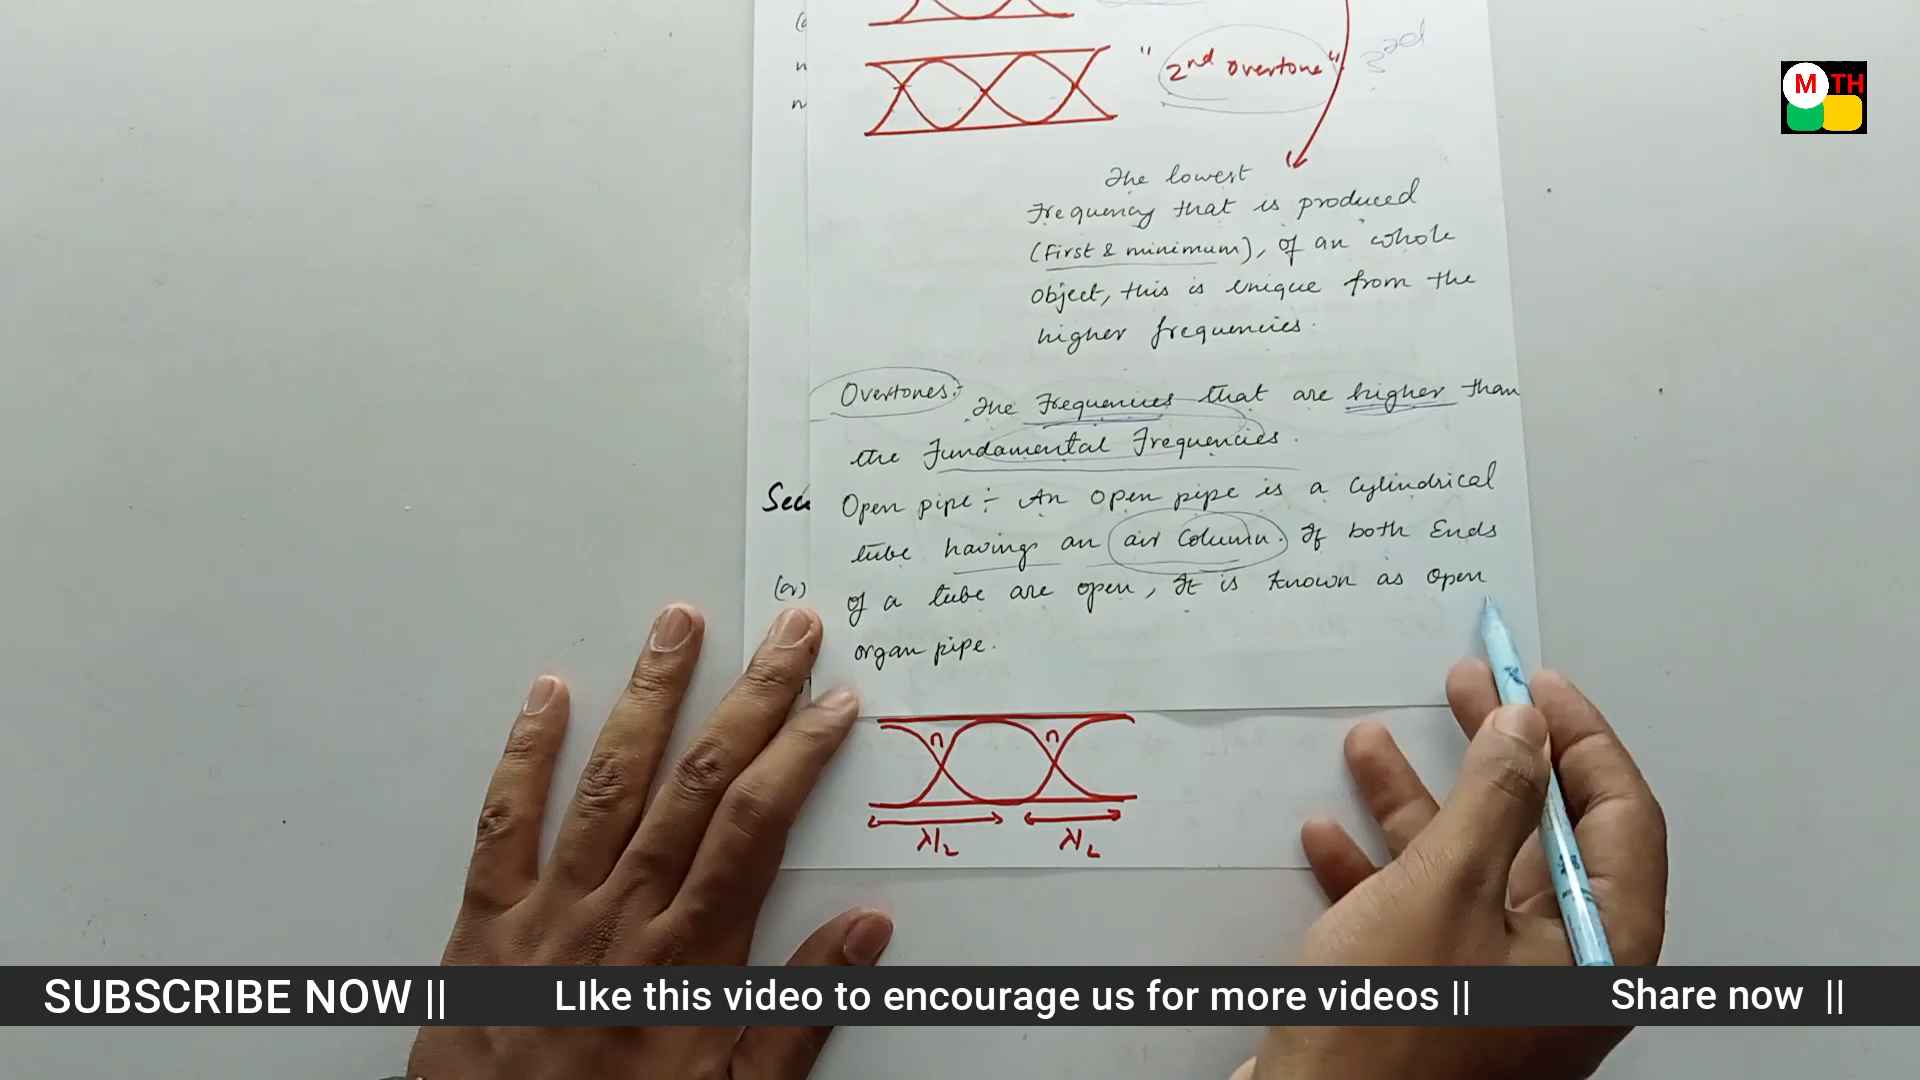 "2nd overtone"
The lowest
Frequency that is produced
(First & minimum), of an whole
Object, this is unique from the
higher frequencies.
Overtones:- The Frequencies that are higher than
the Fundamental Frequencies.
Open pipe :- An open pipe is a Cylindrical
tube having an air Column. If both Ends
of a tube are open, It is known as open
(or)
organ pipe.
n n
λ/2 λ/2
M TH
SUBSCRIBE NOW || LIke this video to encourage us for more videos || Share now ||